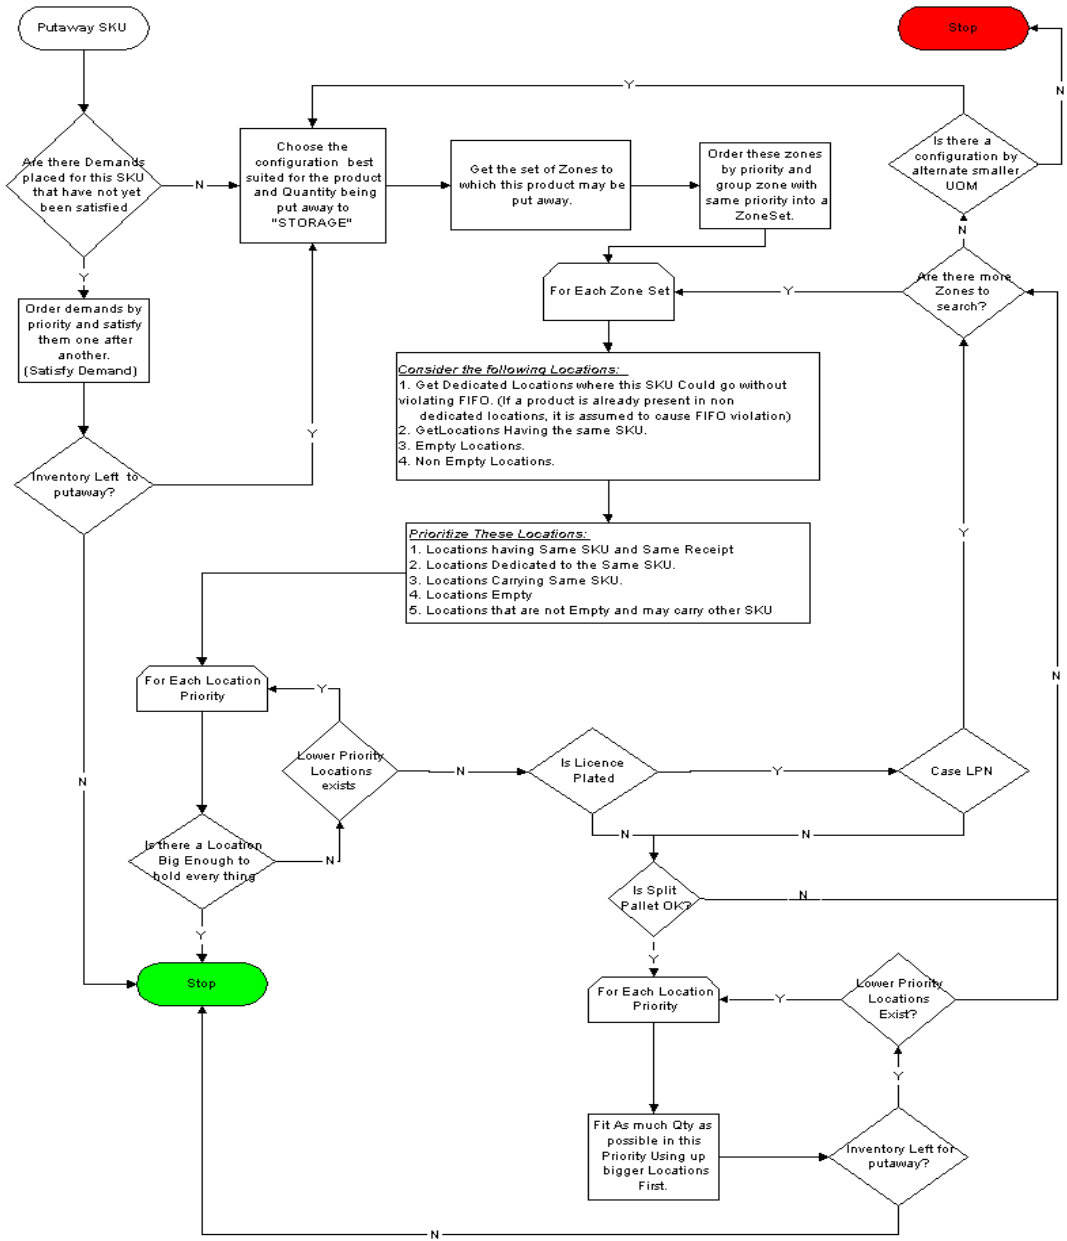 Putaway SKU
Stop
N
Y
Are there Demands
placed for this SKU
that have not yet
been satisfied
N
Choose the
configuration best
suited for the product
and Quantity being
put away to
"STORAGE"
Get the set of Zones to
which this product may be
put away.
Order these zones
by priority and
group zone with
same priority into a
ZoneSet.
Is there a
configuration by
alternate smaller
UOM
N
Y
Order demands by
priority and satisfy
them one after
another.
(Satisfy Demand)
For Each Zone Set
Y
Are there more
Zones to
search?
Consider the following Locations:
1. Get Dedicated Locations where this SKU Could go without
violating FIFO. (If a product is already present in non
dedicated locations, it is assumed to cause FIFO violation)
2. GetLocations Having the same SKU.
3. Empty Locations.
4. Non Empty Locations.
Y
Inventory Left to
putaway?
Prioritize These Locations:
1. Locations having Same SKU and Same Receipt
2. Locations Dedicated to the Same SKU.
3. Locations Carrying Same SKU.
4. Locations Empty
5. Locations that are not Empty and may carry other SKU
Y
N
For Each Location
Priority
Y
Lower Priority
Locations
exists
N
Is Licence
Plated
Y
Case LPN
N
Is there a Location
Big Enough to
hold every thing
N
N
N
Is Split
Pallet OK?
N
Y
Y
Stop
For Each Location
Priority
Y
Lower Priority
Locations
Exist?
Y
Fit As much Qty as
possible in this
Priority Using up
bigger Locations
First.
Inventory Left for
putaway?
N